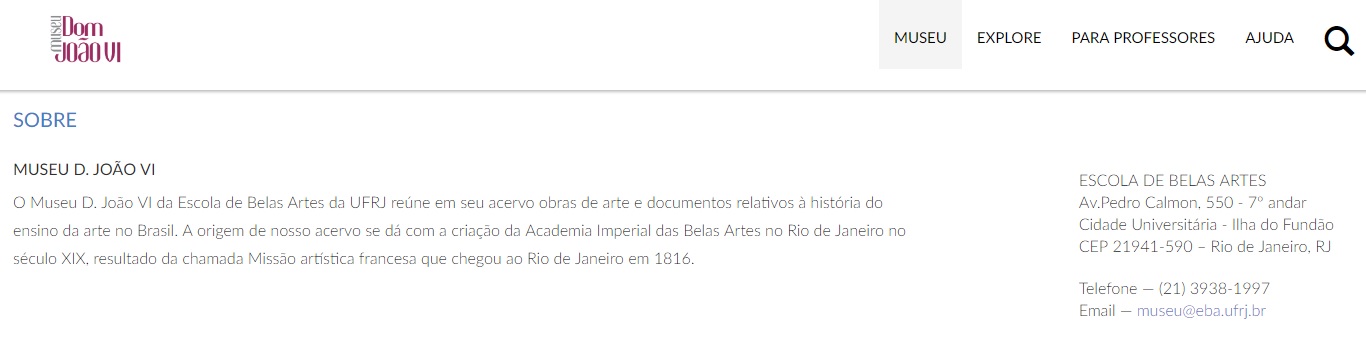 museu Dom João VI
MUSEU
EXPLORE
PARA PROFESSORES
AJUDA
SOBRE
MUSEU D. JOÃO VI
O Museu D. João VI da Escola de Belas Artes da UFRJ reúne em seu acervo obras de arte e documentos relativos à história do
ensino da arte no Brasil. A origem de nosso acervo se dá com a criação da Academia Imperial das Belas Artes no Rio de Janeiro no
século XIX, resultado da chamada Missão artística francesa que chegou ao Rio de Janeiro em 1816.
ESCOLA DE BELAS ARTES
Av.Pedro Calmon, 550 - 7º andar
Cidade Universitária - Ilha do Fundão
CEP 21941-590 – Rio de Janeiro, RJ
Telefone — (21) 3938-1997
Email — museu@eba.ufrj.br